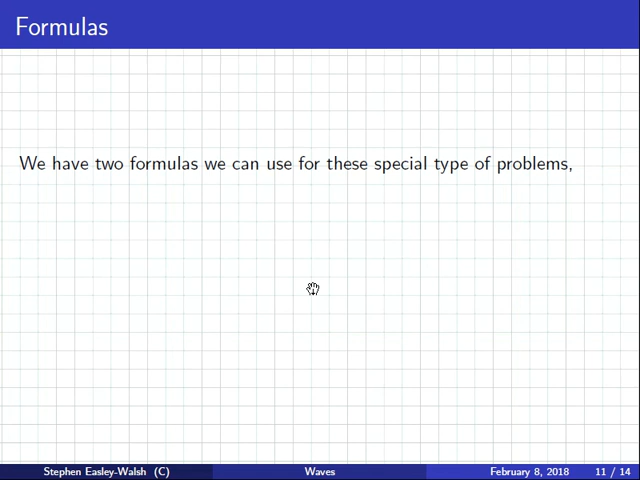 Formulas
We have two formulas we can use for these special type of problems,
Stephen Easley-Walsh (C) Waves February 8, 2018 11 / 14